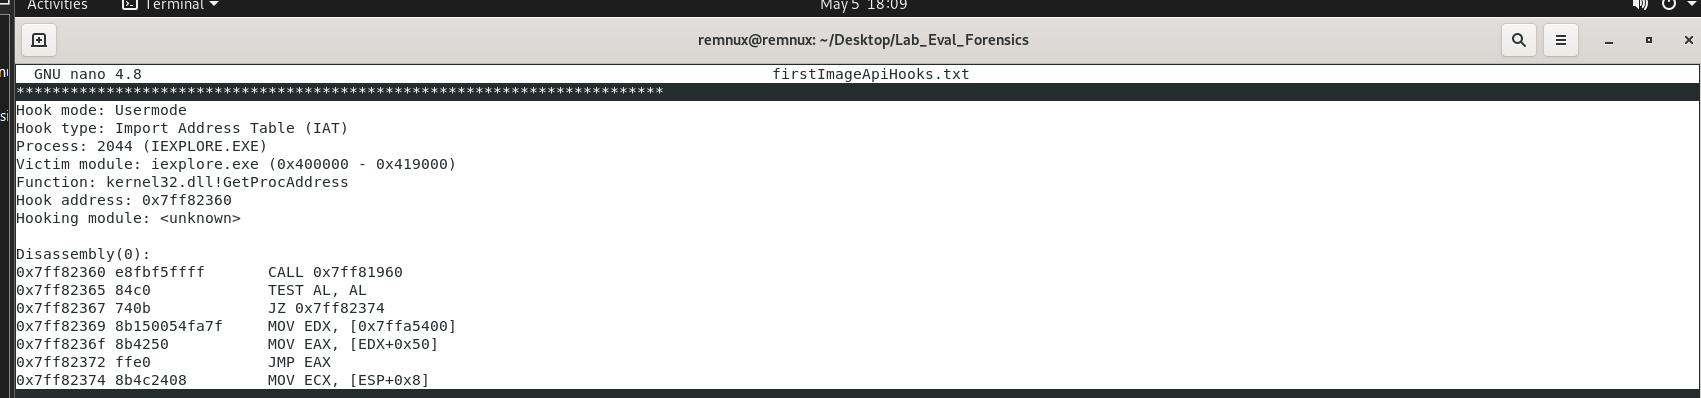 Activities Terminal May 5 18:09
remnux@remnux: ~/Desktop/Lab_Eval_Forensics
GNU nano 4.8 firstImageApiHooks.txt
************************************************************************
Hook mode: Usermode
Hook type: Import Address Table (IAT)
Process: 2044 (IEXPLORE.EXE)
Victim module: iexplore.exe (0x400000 - 0x419000)
Function: kernel32.dll!GetProcAddress
Hook address: 0x7ff82360
Hooking module: <unknown>
Disassembly(0):
0x7ff82360 e8fbf5ffff CALL 0x7ff81960
0x7ff82365 84c0 TEST AL, AL
0x7ff82367 740b JZ 0x7ff82374
0x7ff82369 8b150054fa7f MOV EDX, [0x7ffa5400]
0x7ff8236f 8b4250 MOV EAX, [EDX+0x50]
0x7ff82372 ffe0 JMP EAX
0x7ff82374 8b4c2408 MOV ECX, [ESP+0x8]